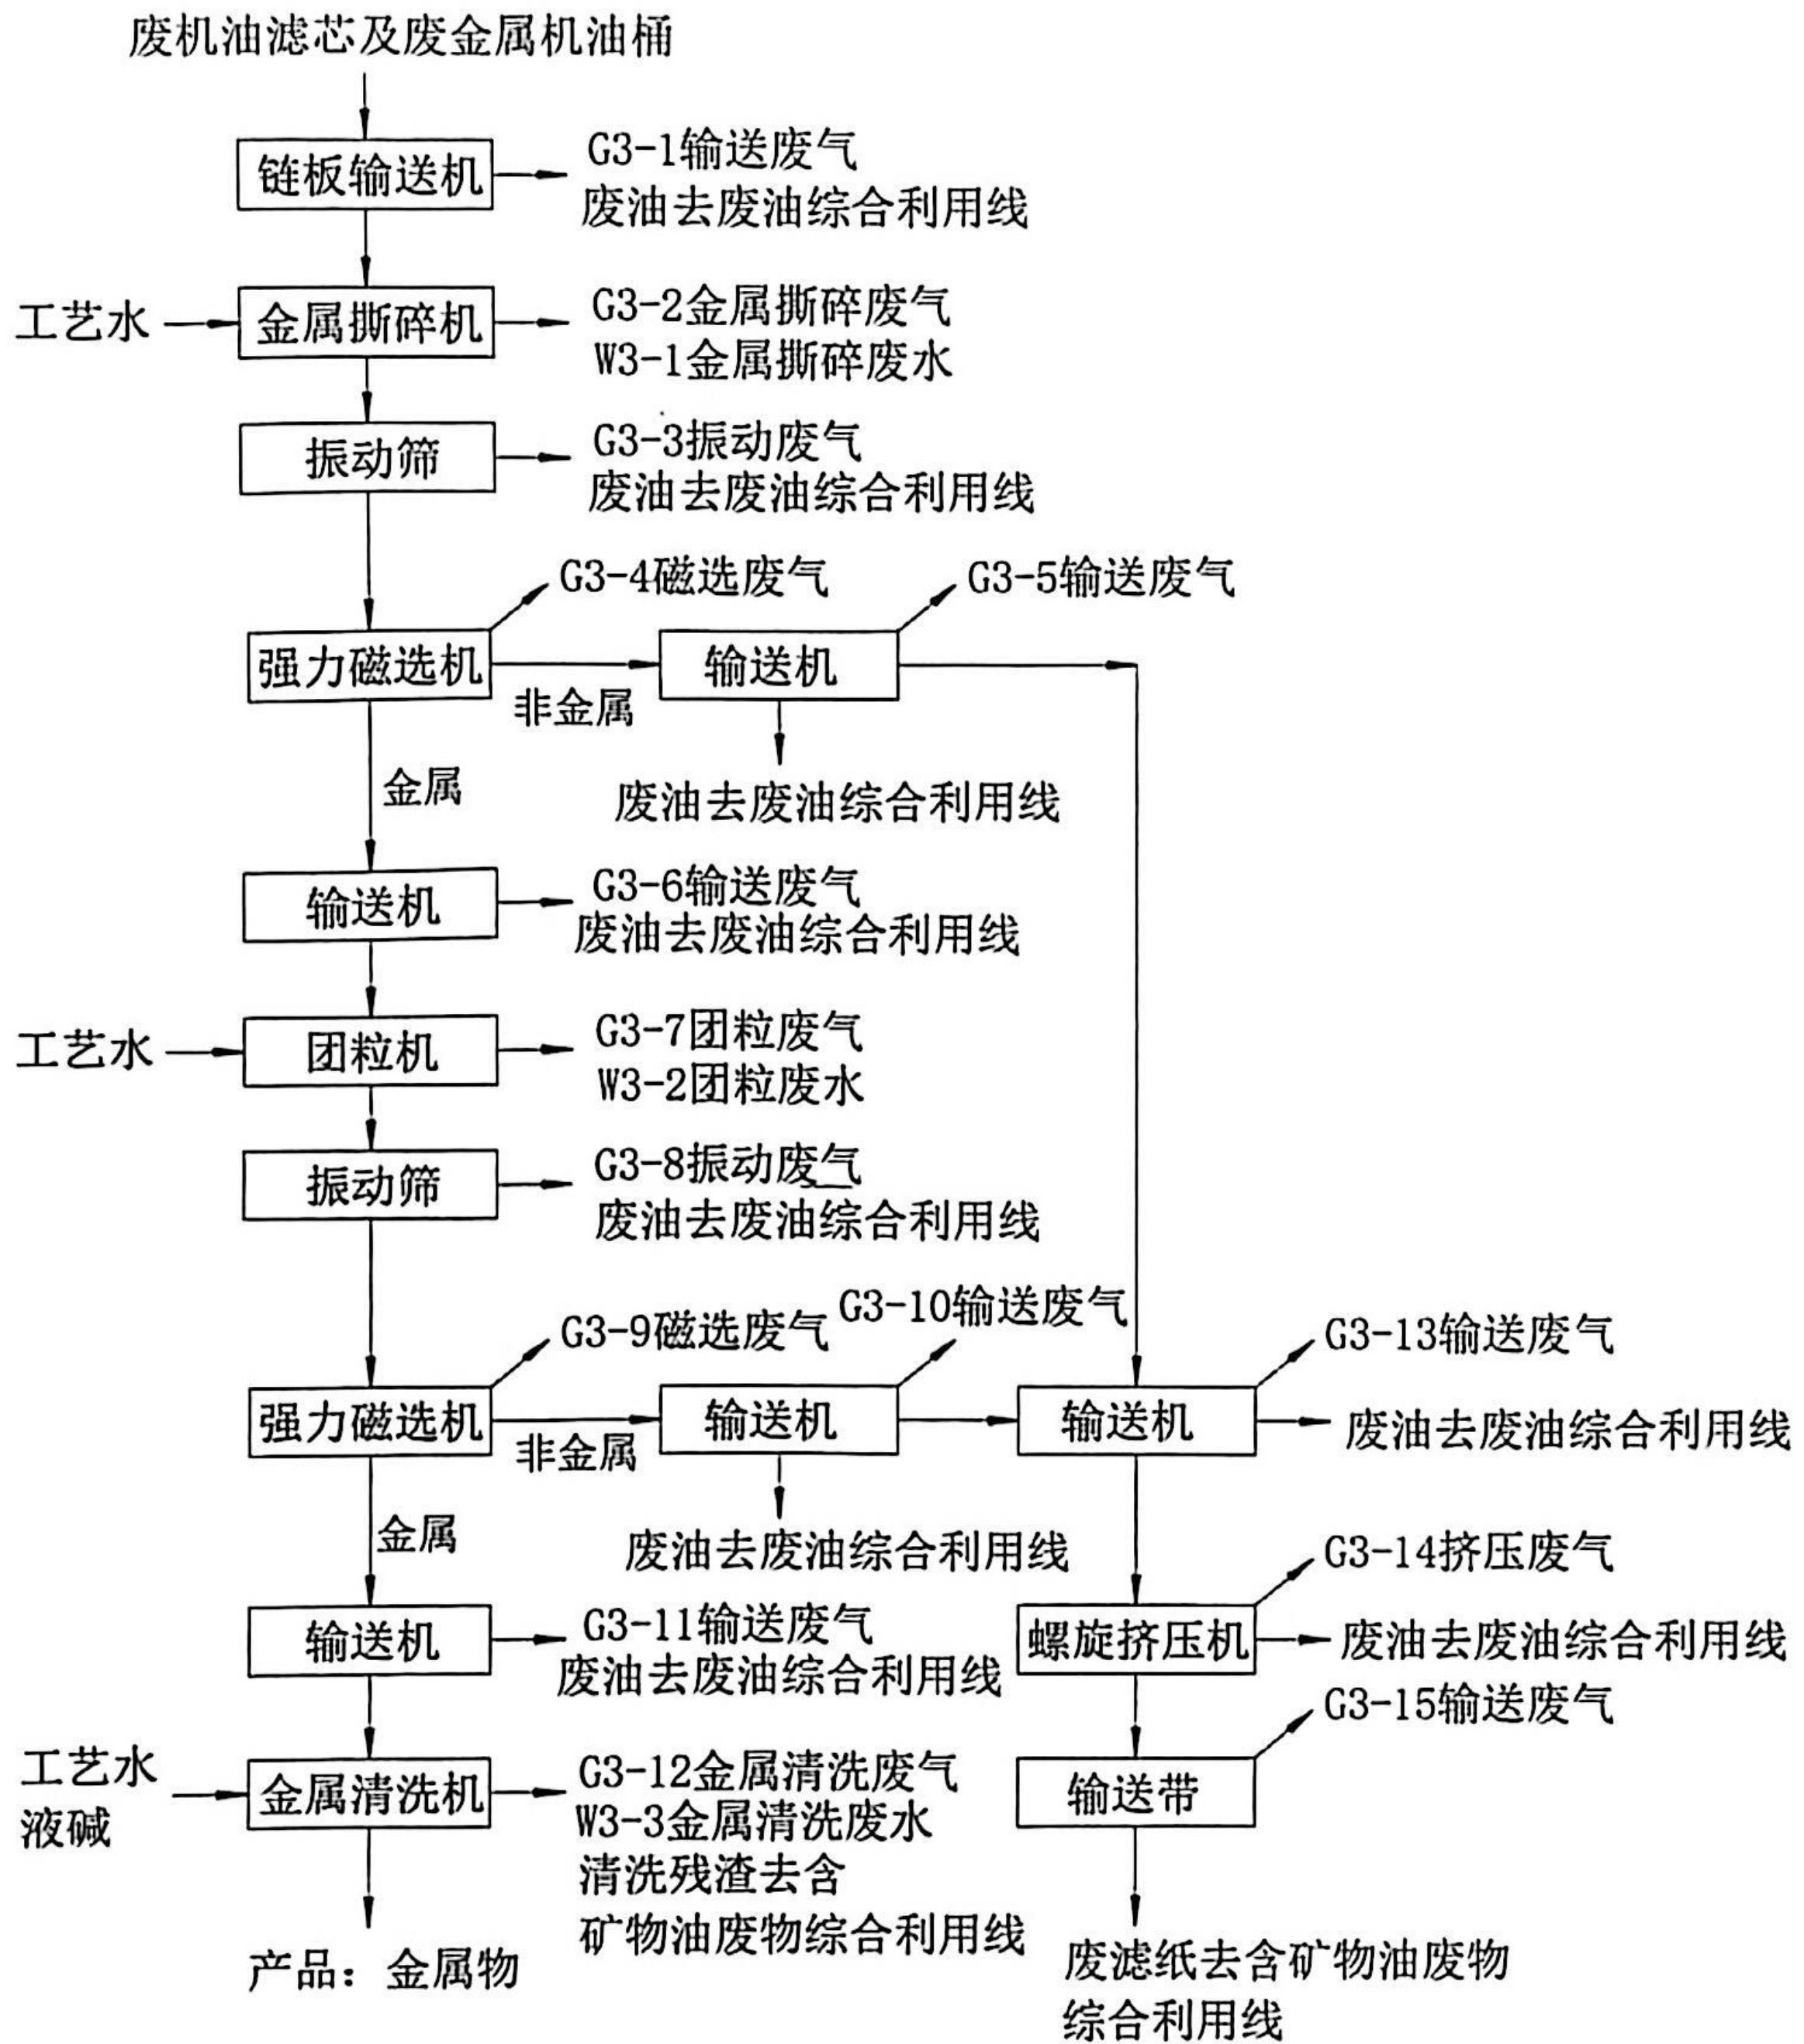 废机油滤芯及废金属机油桶
链板输送机
G3-1输送废气
废油去废油综合利用线
工艺水
金属撕碎机
G3-2金属撕碎废气
W3-1金属撕碎废水
振动筛
G3-3振动废气
废油去废油综合利用线
G3-4磁选废气
G3-5输送废气
强力磁选机
非金属
输送机
废油去废油综合利用线
金属
输送机
G3-6输送废气
废油去废油综合利用线
工艺水
团粒机
G3-7团粒废气
W3-2团粒废水
振动筛
G3-8振动废气
废油去废油综合利用线
G3-9磁选废气
G3-10输送废气
G3-13输送废气
强力磁选机
非金属
输送机
输送机
废油去废油综合利用线
废油去废油综合利用线
金属
G3-14挤压废气
输送机
G3-11输送废气
废油去废油综合利用线
螺旋挤压机
废油去废油综合利用线
G3-15输送废气
工艺水
液碱
金属清洗机
G3-12金属清洗废气
W3-3金属清洗废水
清洗残渣去含
矿物油废物综合利用线
输送带
产品：金属物
废滤纸去含矿物油废物
综合利用线